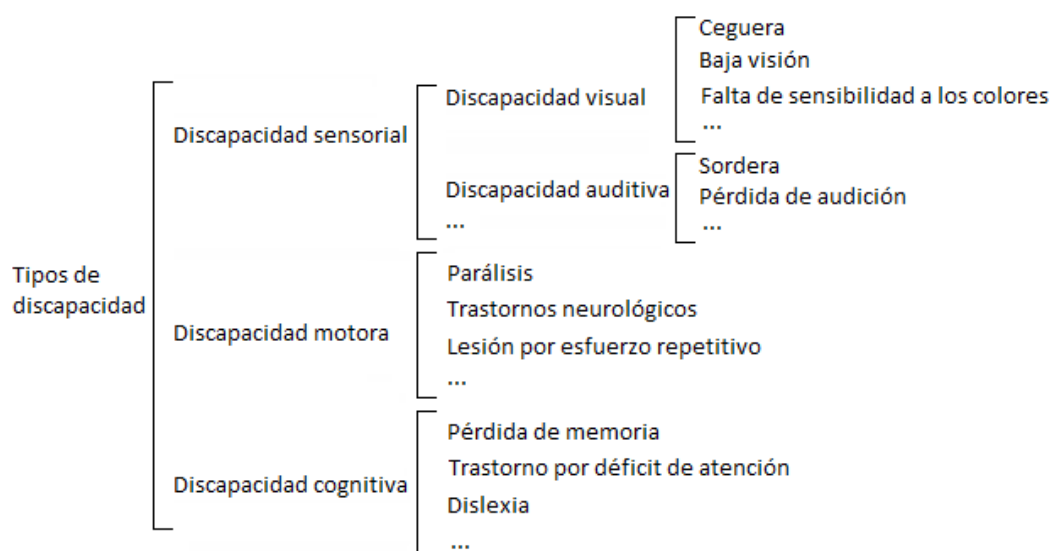 Tipos de
discapacidad
Discapacidad sensorial
Discapacidad visual
Ceguera
Baja visión
Falta de sensibilidad a los colores
...
Discapacidad auditiva
Sordera
Pérdida de audición
...
...
Discapacidad motora
Parálisis
Trastornos neurológicos
Lesión por esfuerzo repetitivo
...
Discapacidad cognitiva
Pérdida de memoria
Trastorno por déficit de atención
Dislexia
...